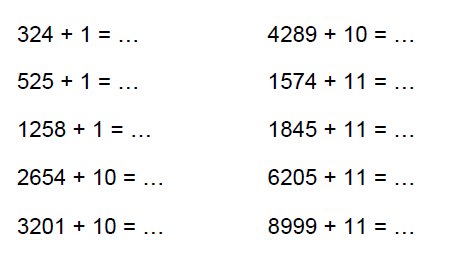 324 + 1 = …
525 + 1 = …
1258 + 1 = …
2654 + 10 = …
3201 + 10 = …
4289 + 10 = …
1574 + 11 = …
1845 + 11 = …
6205 + 11 = …
8999 + 11 = …